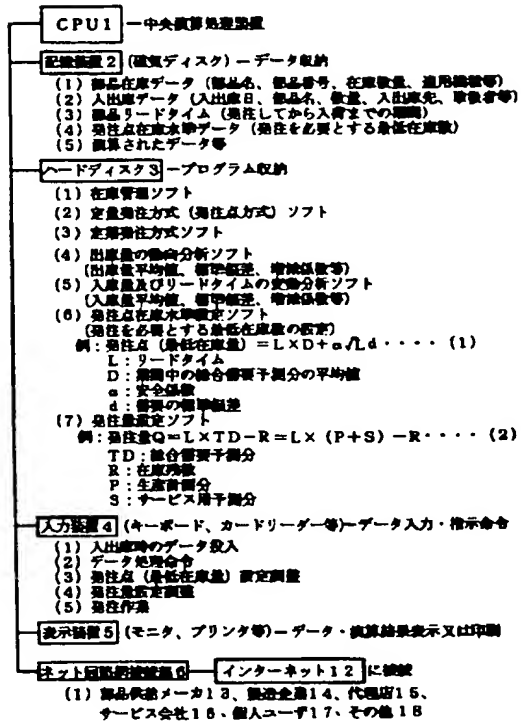 CPU1 ー中央演算処理装置
記憶装置2 (磁気ディスク) ーデータ収納
(1) 部品在庫データ (部品名、部品番号、在庫数量、適用機種等)
(2) 入出庫データ (入出庫日、部品名、数量、入出庫先、取扱者等)
(3) 部品リードタイム (発注してから入荷までの期間)
(4) 発注点在庫水準データ (発注を必要とする最低在庫数)
(5) 演算されたデータ等
ハードディスク3 ープログラム収納
(1) 在庫管理ソフト
(2) 定量発注方式 (発注点方式) ソフト
(3) 定期発注方式ソフト
(4) 出庫量の傾向分析ソフト
(出庫量平均値、標準偏差、増減係数等)
(5) 入庫量及びリードタイムの変動分析ソフト
(入庫量平均値、標準偏差、増減係数等)
(6) 発注点在庫水準設定ソフト
(発注を必要とする最低在庫数の設定)
例:発注点 (最低在庫量) =L×D+α√Ld・・・・ (1)
L:リードタイム
D:期間中の総合需要予測分の平均値
α:安全係数
d:需要の標準偏差
(7) 発注量設定ソフト
例:発注量Q=L×TD-R=L× (P+S) -R・・・・ (2)
TD:総合需要予測分
R:在庫残数
P:生産計画分
S:サービス用予測分
入力装置4 (キーボード、カードリーダー等)ーデータ入力・指示命令
(1) 入出庫時のデータ投入
(2) データ処理命令
(3) 発注点 (最低在庫量) 設定調整
(4) 発注量設定調整
(5) 発注作業
表示装置5 (モニタ、プリンタ等) ーデータ・演算結果表示又は印刷
ネット回路網接続器6 インターネット12 に接続
(1) 部品供給メーカ13、製造企業14、代理店15、
サービス会社16、個人ユーザ17、その他18